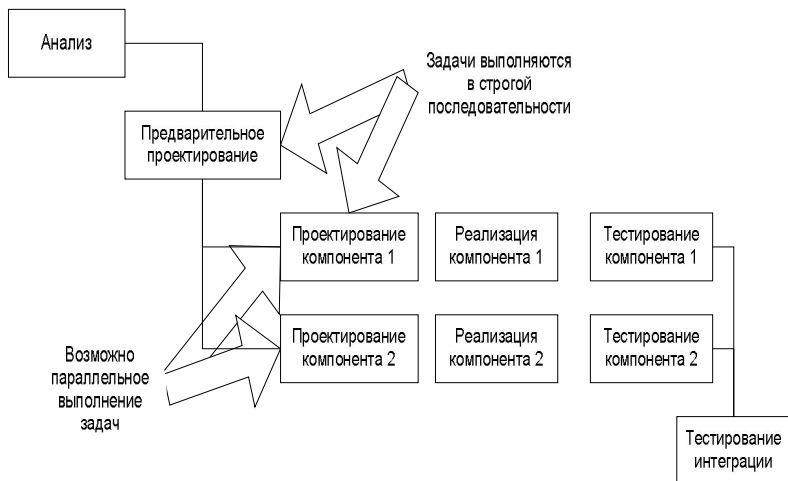 Анализ
Задачи выполняются
в строгой
последовательности
Предварительное
проектирование
Проектирование
компонента 1
Реализация
компонента 1
Тестирование
компонента 1
Проектирование
компонента 2
Реализация
компонента 2
Тестирование
компонента 2
Возможно
параллельное
выполнение
задач
Тестирование
интеграции